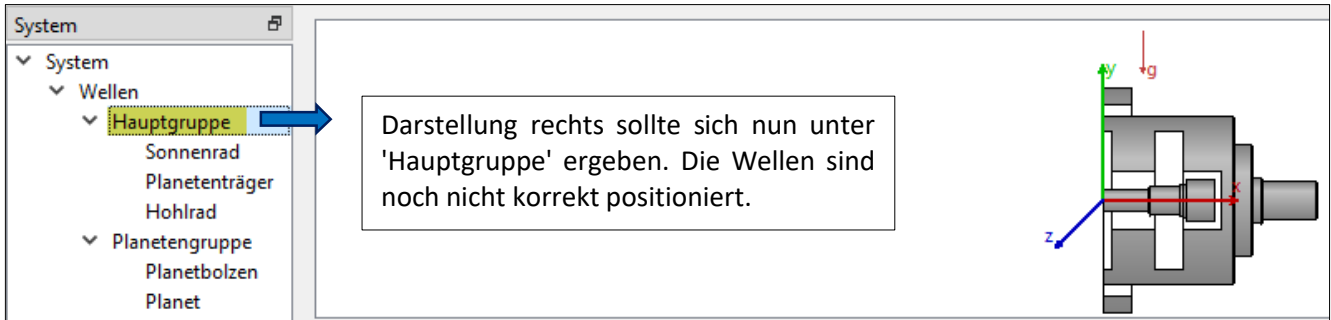 System
System
Wellen
Hauptgruppe
Sonnenrad
Planetenträger
Hohlrad
Planetengruppe
Planetbolzen
Planet
Darstellung rechts sollte sich nun unter
'Hauptgruppe' ergeben. Die Wellen sind
noch nicht korrekt positioniert.
y
g
x
z